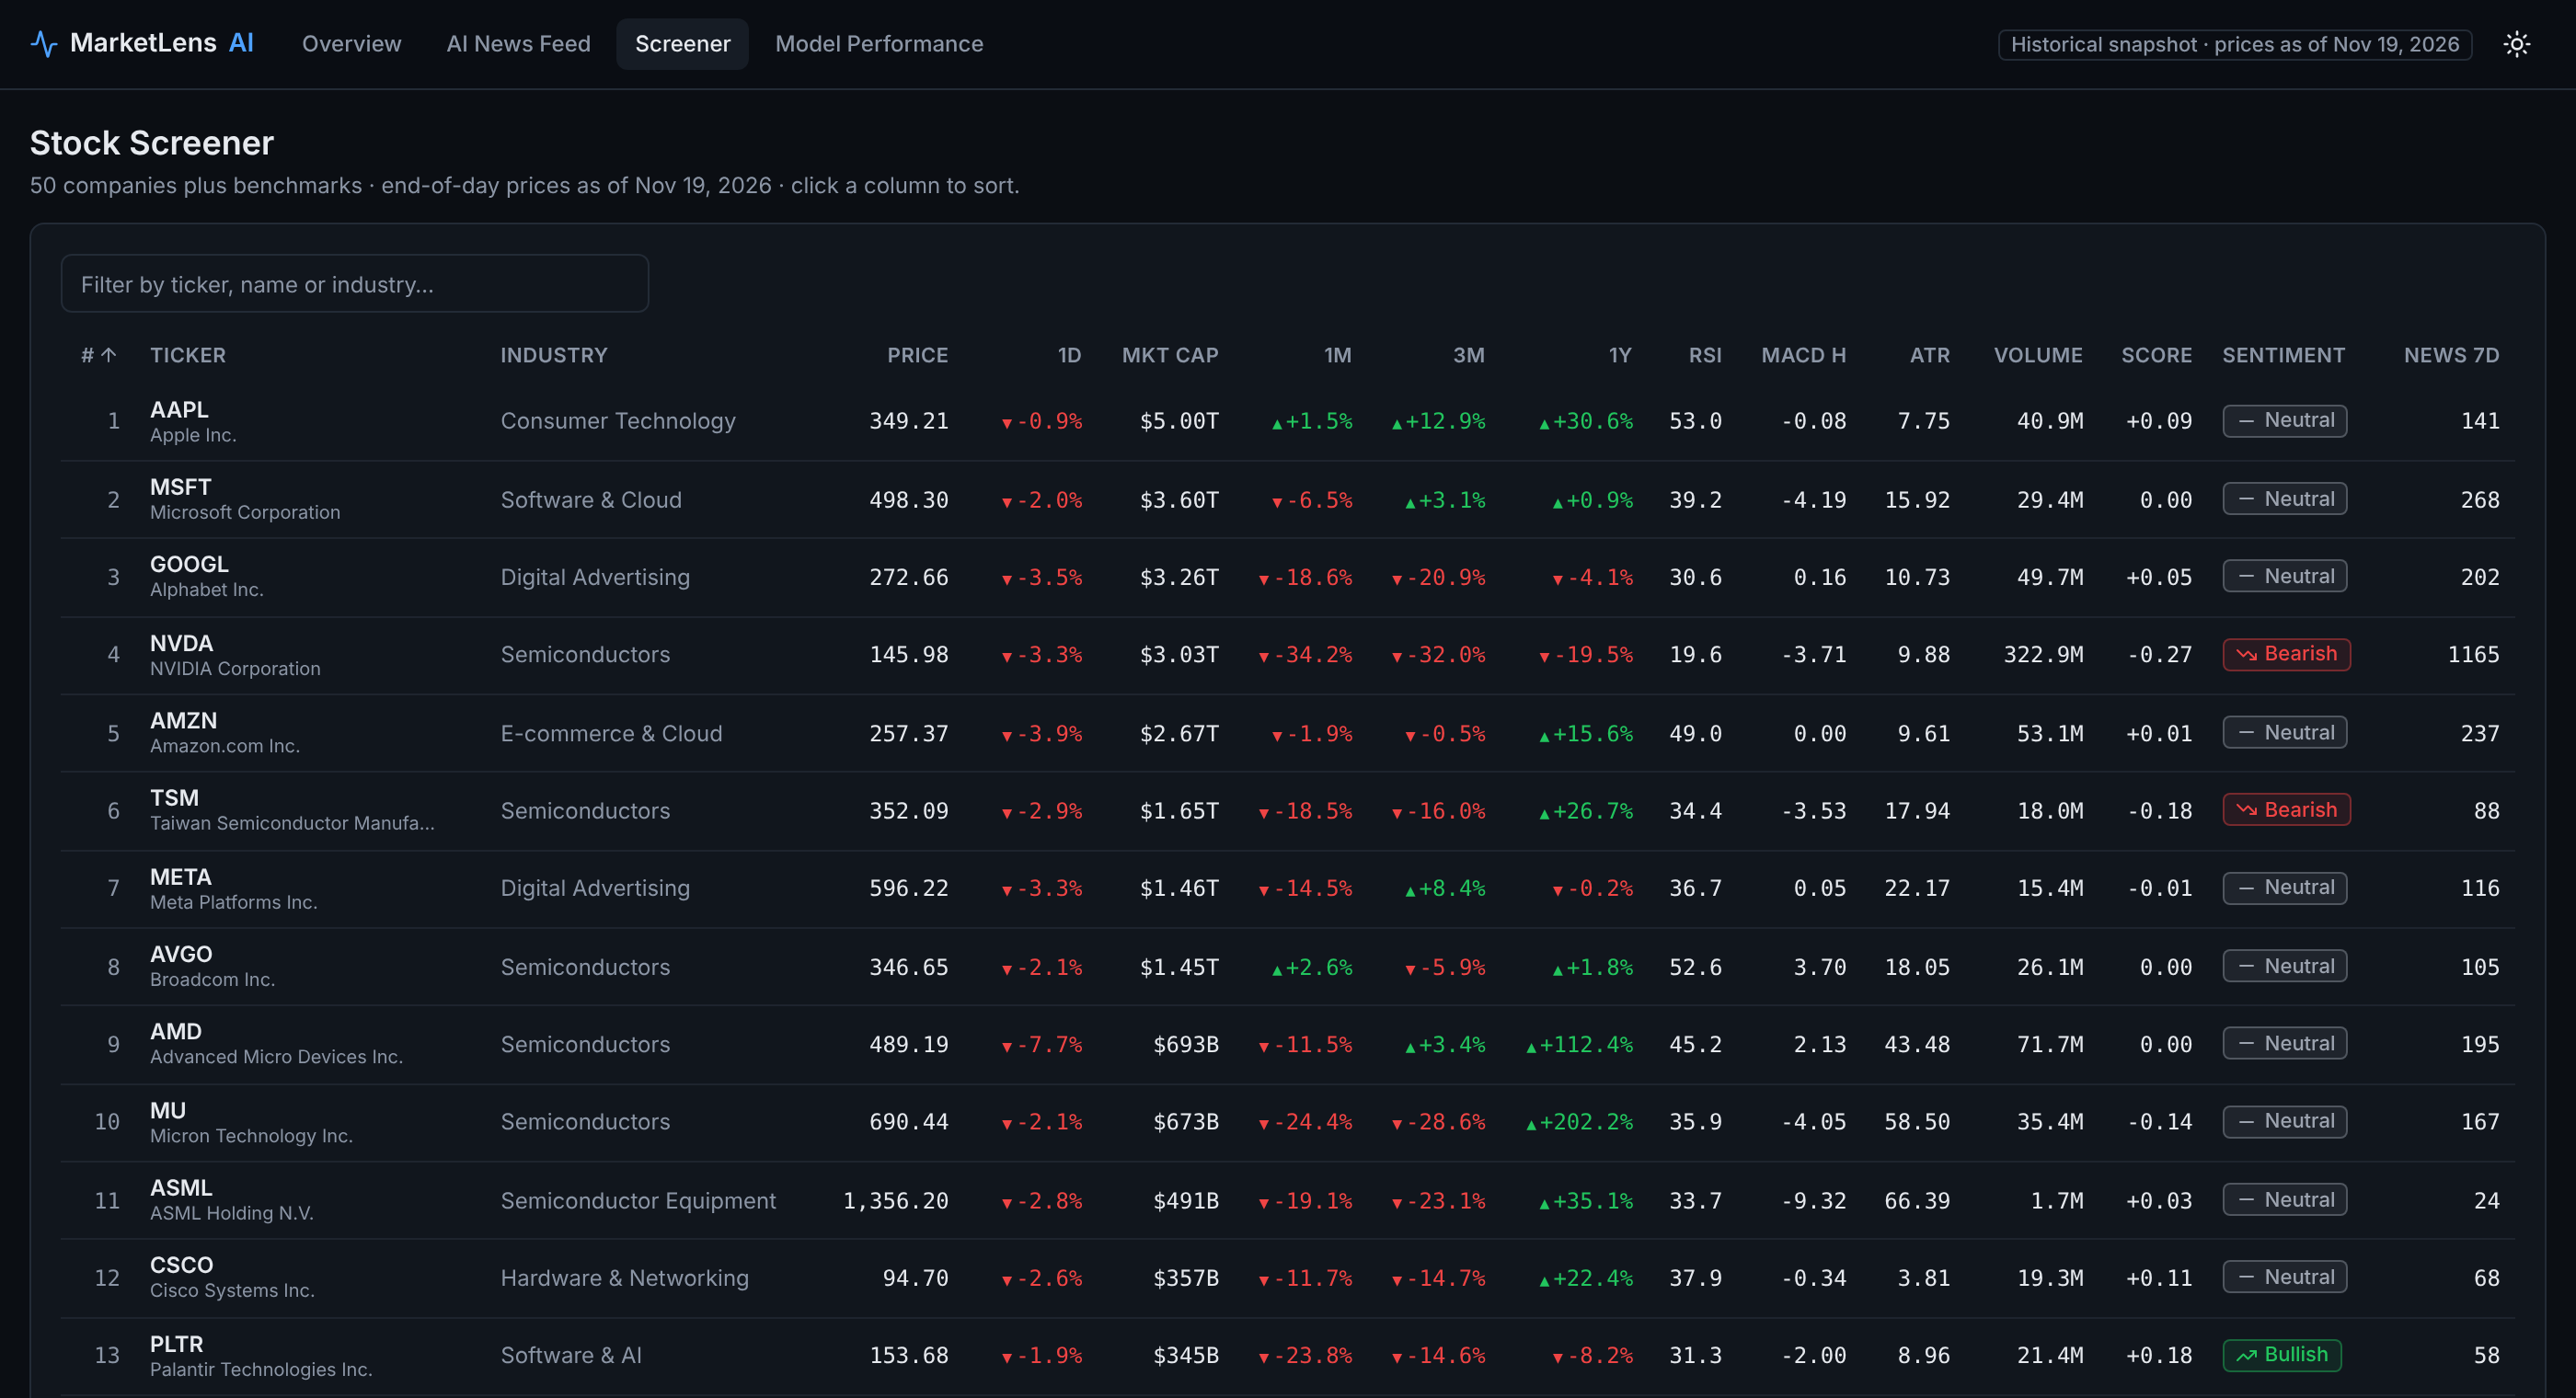 MarketLens AI Overview AI News Feed Screener Model Performance Historical snapshot · prices as of Nov 19, 2026
Stock Screener
50 companies plus benchmarks · end-of-day prices as of Nov 19, 2026 · click a column to sort.
Filter by ticker, name or industry...
# ↑ TICKER INDUSTRY PRICE 1D MKT CAP 1M 3M 1Y RSI MACD H ATR VOLUME SCORE SENTIMENT NEWS 7D
1 AAPL Consumer Technology 349.21 ▼-0.9% $5.00T ▲+1.5% ▲+12.9% ▲+30.6% 53.0 -0.08 7.75 40.9M +0.09 Neutral 141
Apple Inc.
2 MSFT Software & Cloud 498.30 ▼-2.0% $3.60T ▼-6.5% ▲+3.1% ▲+0.9% 39.2 -4.19 15.92 29.4M 0.00 Neutral 268
Microsoft Corporation
3 GOOGL Digital Advertising 272.66 ▼-3.5% $3.26T ▼-18.6% ▼-20.9% ▼-4.1% 30.6 0.16 10.73 49.7M +0.05 Neutral 202
Alphabet Inc.
4 NVDA Semiconductors 145.98 ▼-3.3% $3.03T ▼-34.2% ▼-32.0% ▼-19.5% 19.6 -3.71 9.88 322.9M -0.27 Bearish 1165
NVIDIA Corporation
5 AMZN E-commerce & Cloud 257.37 ▼-3.9% $2.67T ▼-1.9% ▼-0.5% ▲+15.6% 49.0 0.00 9.61 53.1M +0.01 Neutral 237
Amazon.com Inc.
6 TSM Semiconductors 352.09 ▼-2.9% $1.65T ▼-18.5% ▼-16.0% ▲+26.7% 34.4 -3.53 17.94 18.0M -0.18 Bearish 88
Taiwan Semiconductor Manufa...
7 META Digital Advertising 596.22 ▼-3.3% $1.46T ▼-14.5% ▲+8.4% ▼-0.2% 36.7 0.05 22.17 15.4M -0.01 Neutral 116
Meta Platforms Inc.
8 AVGO Semiconductors 346.65 ▼-2.1% $1.45T ▲+2.6% ▼-5.9% ▲+1.8% 52.6 3.70 18.05 26.1M 0.00 Neutral 105
Broadcom Inc.
9 AMD Semiconductors 489.19 ▼-7.7% $693B ▼-11.5% ▲+3.4% ▲+112.4% 45.2 2.13 43.48 71.7M 0.00 Neutral 195
Advanced Micro Devices Inc.
10 MU Semiconductors 690.44 ▼-2.1% $673B ▼-24.4% ▼-28.6% ▲+202.2% 35.9 -4.05 58.50 35.4M -0.14 Neutral 167
Micron Technology Inc.
11 ASML Semiconductor Equipment 1,356.20 ▼-2.8% $491B ▼-19.1% ▼-23.1% ▲+35.1% 33.7 -9.32 66.39 1.7M +0.03 Neutral 24
ASML Holding N.V.
12 CSCO Hardware & Networking 94.70 ▼-2.6% $357B ▼-11.7% ▼-14.7% ▲+22.4% 37.9 -0.34 3.81 19.3M +0.11 Neutral 68
Cisco Systems Inc.
13 PLTR Software & AI 153.68 ▼-1.9% $345B ▼-23.8% ▼-14.6% ▼-8.2% 31.3 -2.00 8.96 21.4M +0.18 Bullish 58
Palantir Technologies Inc.